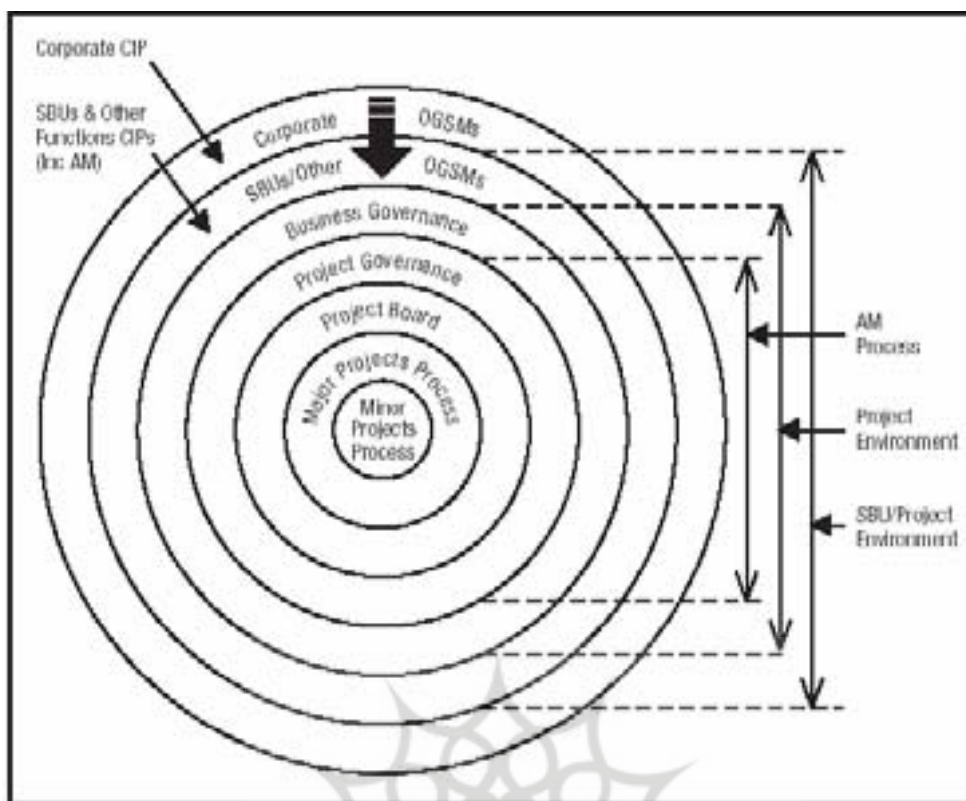 Corporate CIP
SBUs & Other
Functions CIPs
(Inc AM)
Corporate OGSMs
SBUs/Other OGSMs
Business Governance
Project Governance
Project Board
Major Projects Process
Minor
Projects
Process
AM
Process
Project
Environment
SBU/Project
Environment